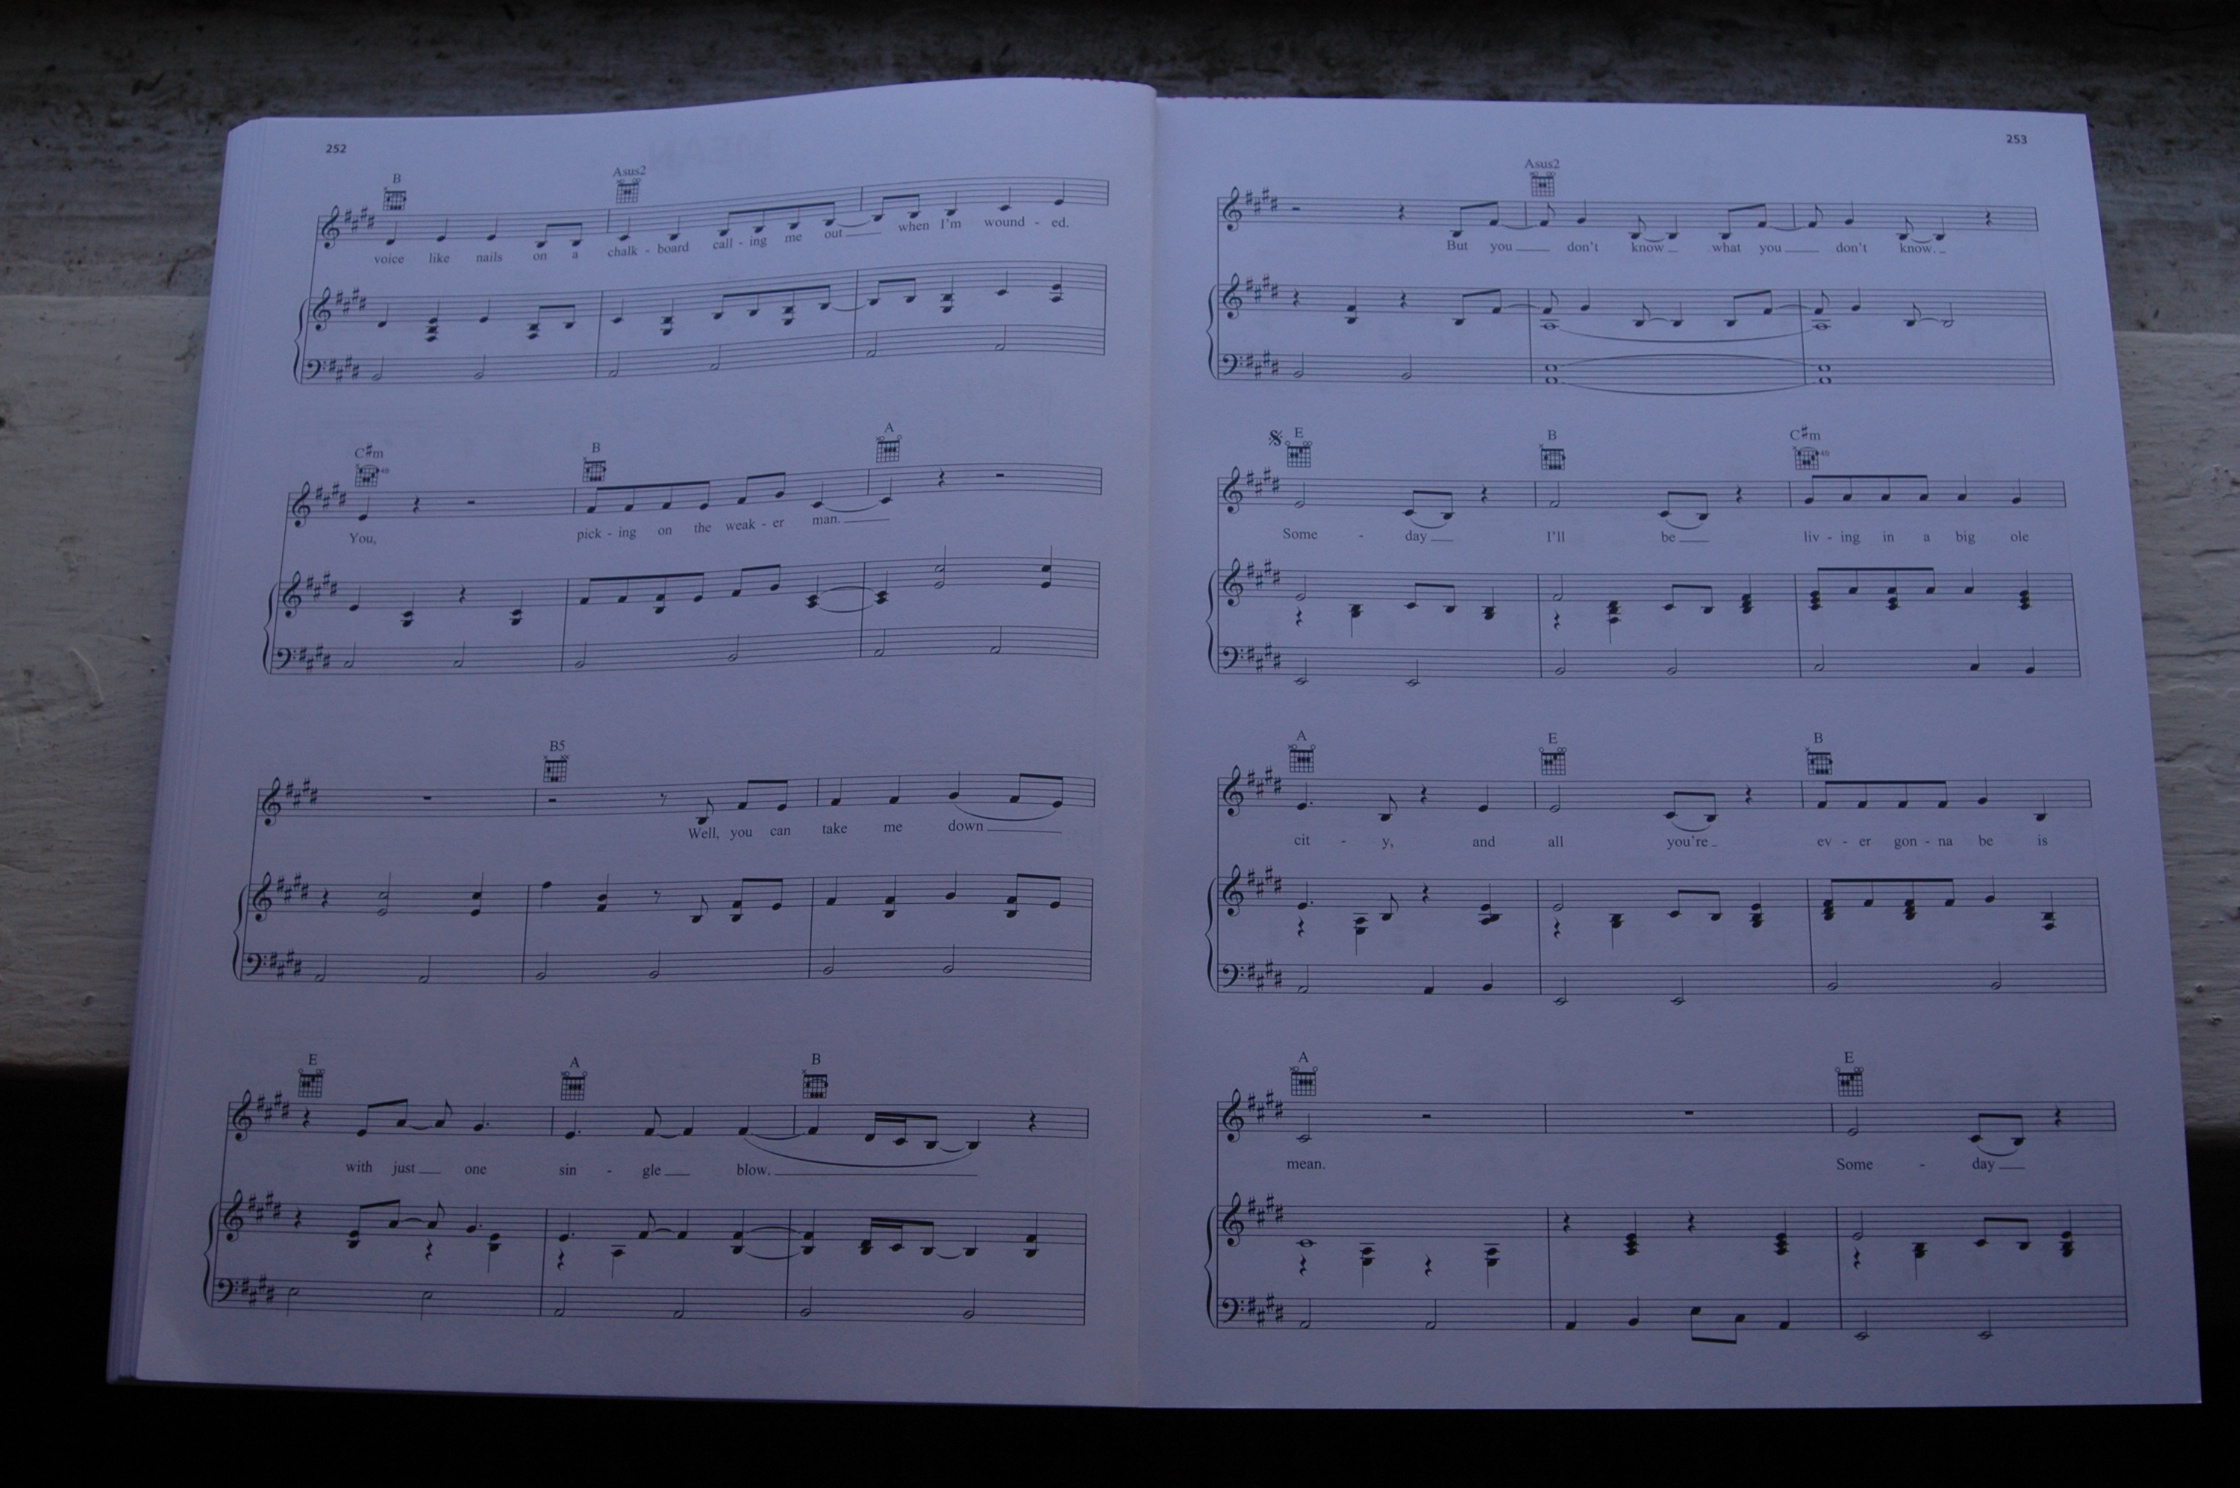 252
B Asus2
voice like nails on a chalk - board call - ing me out when I'm wound - ed.
C#m B A
You, pick - ing on the weak - er man.
B5
Well, you can take me down
E A B
with just one sin - gle blow.
253
Asus2
But you don't know what you don't know.
E B C#m
Some - day I'll be liv - ing in a big ole
A E B
cit - y, and all you're ev - er gon - na be is
A E
mean. Some - day